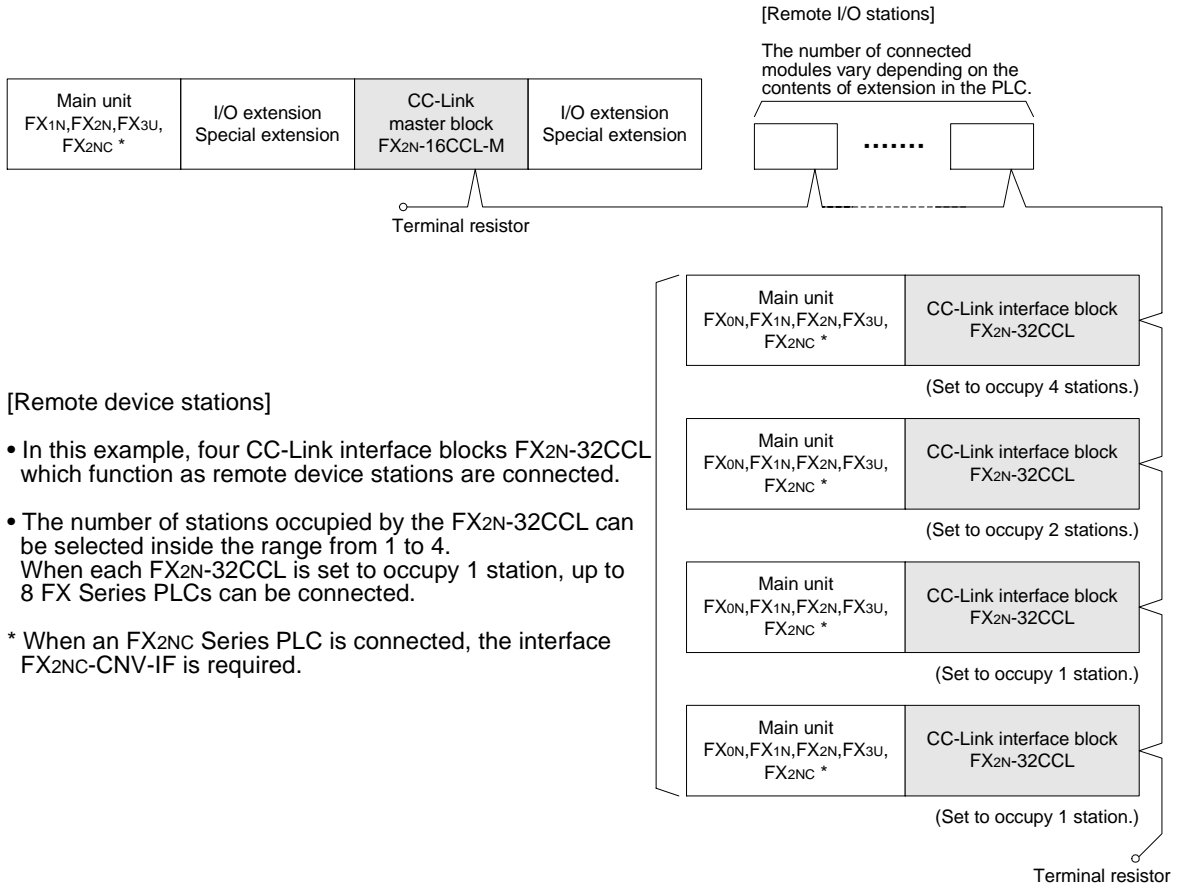 [Remote I/O stations]
The number of connected
modules vary depending on the
contents of extension in the PLC.
Main unit
FX1N,FX2N,FX3U,
FX2NC *
I/O extension
Special extension
CC-Link
master block
FX2N-16CCL-M
I/O extension
Special extension
.......
Terminal resistor
Main unit
FX0N,FX1N,FX2N,FX3U,
FX2NC *
CC-Link interface block
FX2N-32CCL
(Set to occupy 4 stations.)
[Remote device stations]
• In this example, four CC-Link interface blocks FX2N-32CCL
which function as remote device stations are connected.
• The number of stations occupied by the FX2N-32CCL can
be selected inside the range from 1 to 4.
When each FX2N-32CCL is set to occupy 1 station, up to
8 FX Series PLCs can be connected.
* When an FX2NC Series PLC is connected, the interface
FX2NC-CNV-IF is required.
Main unit
FX0N,FX1N,FX2N,FX3U,
FX2NC *
CC-Link interface block
FX2N-32CCL
(Set to occupy 2 stations.)
Main unit
FX0N,FX1N,FX2N,FX3U,
FX2NC *
CC-Link interface block
FX2N-32CCL
(Set to occupy 1 station.)
Main unit
FX0N,FX1N,FX2N,FX3U,
FX2NC *
CC-Link interface block
FX2N-32CCL
(Set to occupy 1 station.)
Terminal resistor